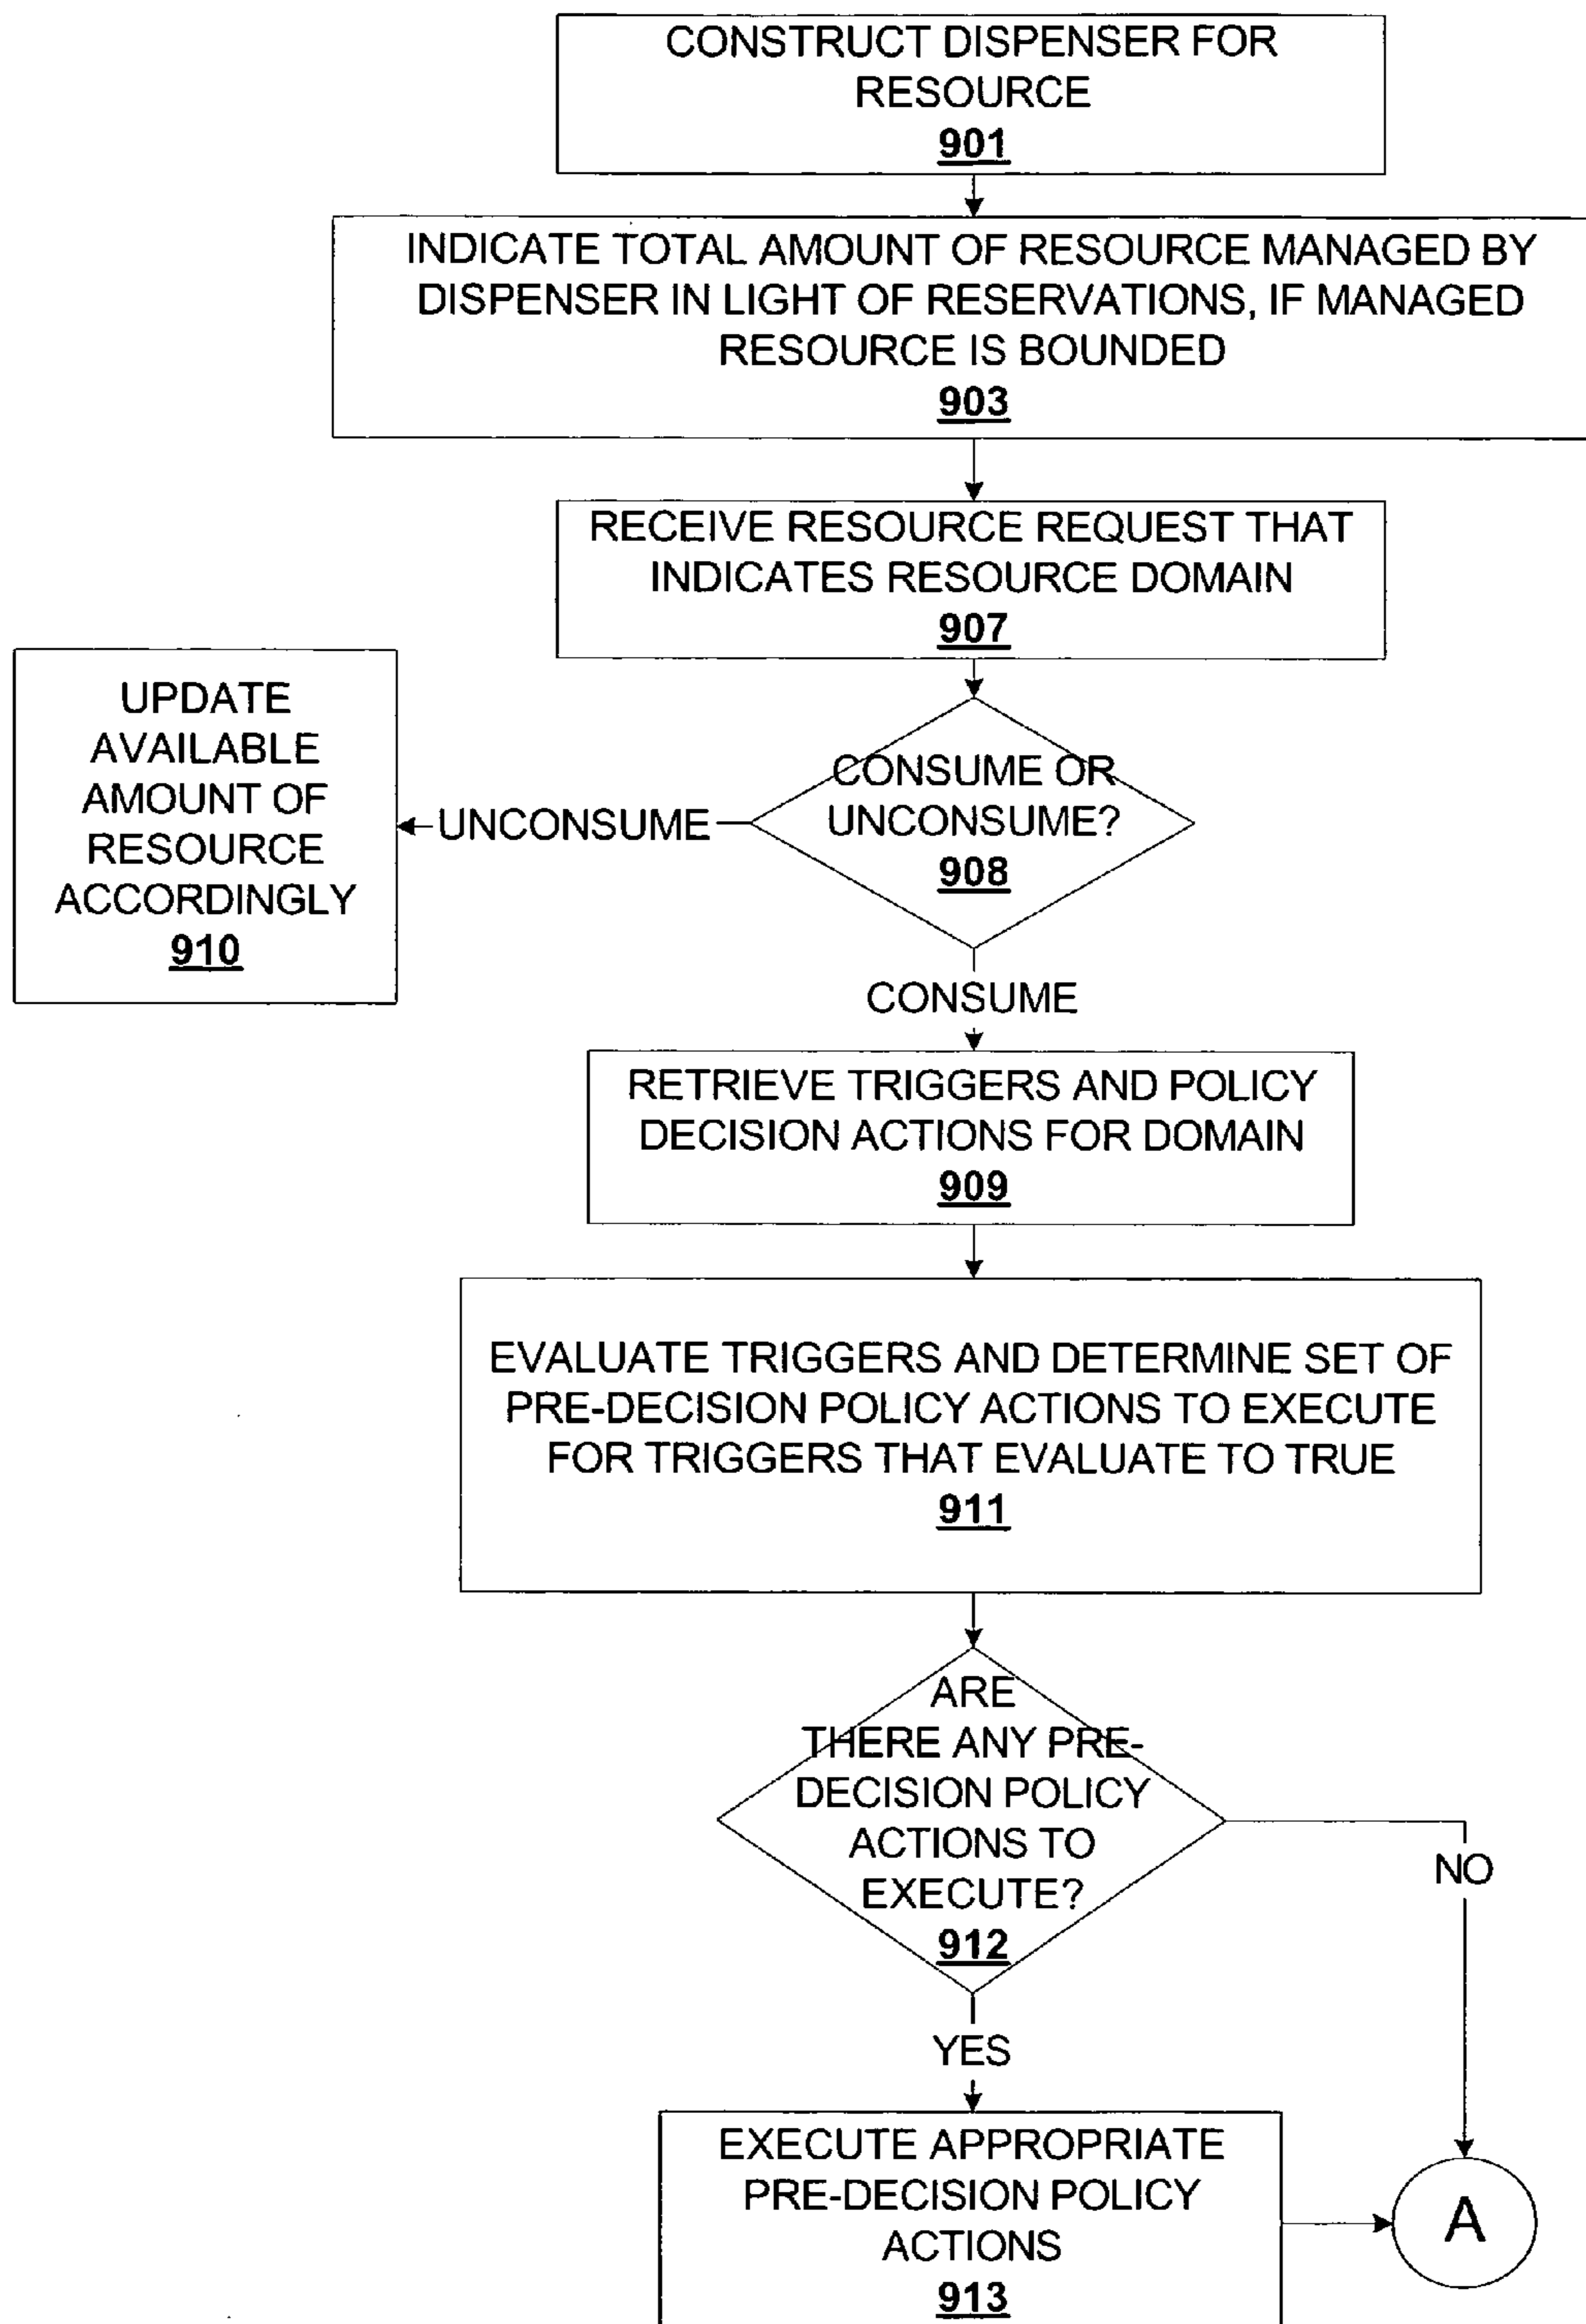 CONSTRUCT DISPENSER FOR
RESOURCE
901
INDICATE TOTAL AMOUNT OF RESOURCE MANAGED BY
DISPENSER IN LIGHT OF RESERVATIONS, IF MANAGED
RESOURCE IS BOUNDED
903
RECEIVE RESOURCE REQUEST THAT
INDICATES RESOURCE DOMAIN
907
CONSUME OR
UNCONSUME?
908
UNCONSUME
UPDATE
AVAILABLE
AMOUNT OF
RESOURCE
ACCORDINGLY
910
CONSUME
RETRIEVE TRIGGERS AND POLICY
DECISION ACTIONS FOR DOMAIN
909
EVALUATE TRIGGERS AND DETERMINE SET OF
PRE-DECISION POLICY ACTIONS TO EXECUTE
FOR TRIGGERS THAT EVALUATE TO TRUE
911
ARE
THERE ANY PRE-
DECISION POLICY
ACTIONS TO
EXECUTE?
912
NO
YES
EXECUTE APPROPRIATE
PRE-DECISION POLICY
ACTIONS
913
A